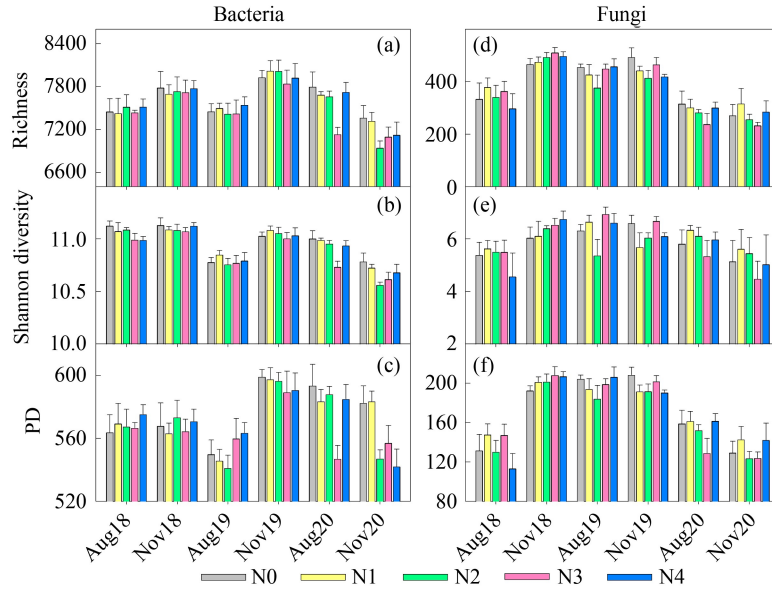 Bacteria
Fungi
Richness
8400
7800
7200
6600
(a)
400
200
0
(d)
Shannon diversity
11.0
10.5
10.0
(b)
8
6
4
2
(e)
PD
600
560
520
(c)
200
160
120
80
(f)
Aug18 Nov18 Aug19 Nov19 Aug20 Nov20
Aug18 Nov18 Aug19 Nov19 Aug20 Nov20
N0 N1 N2 N3 N4